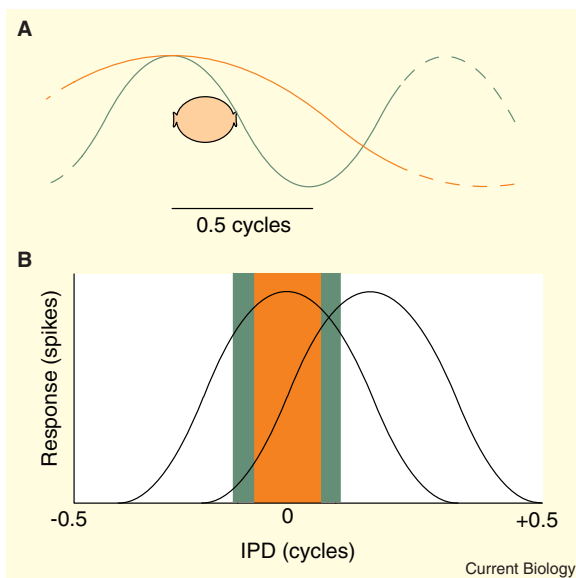 A
0.5 cycles
B
Response (spikes)
-0.5
0
+0.5
IPD (cycles)
Current Biology